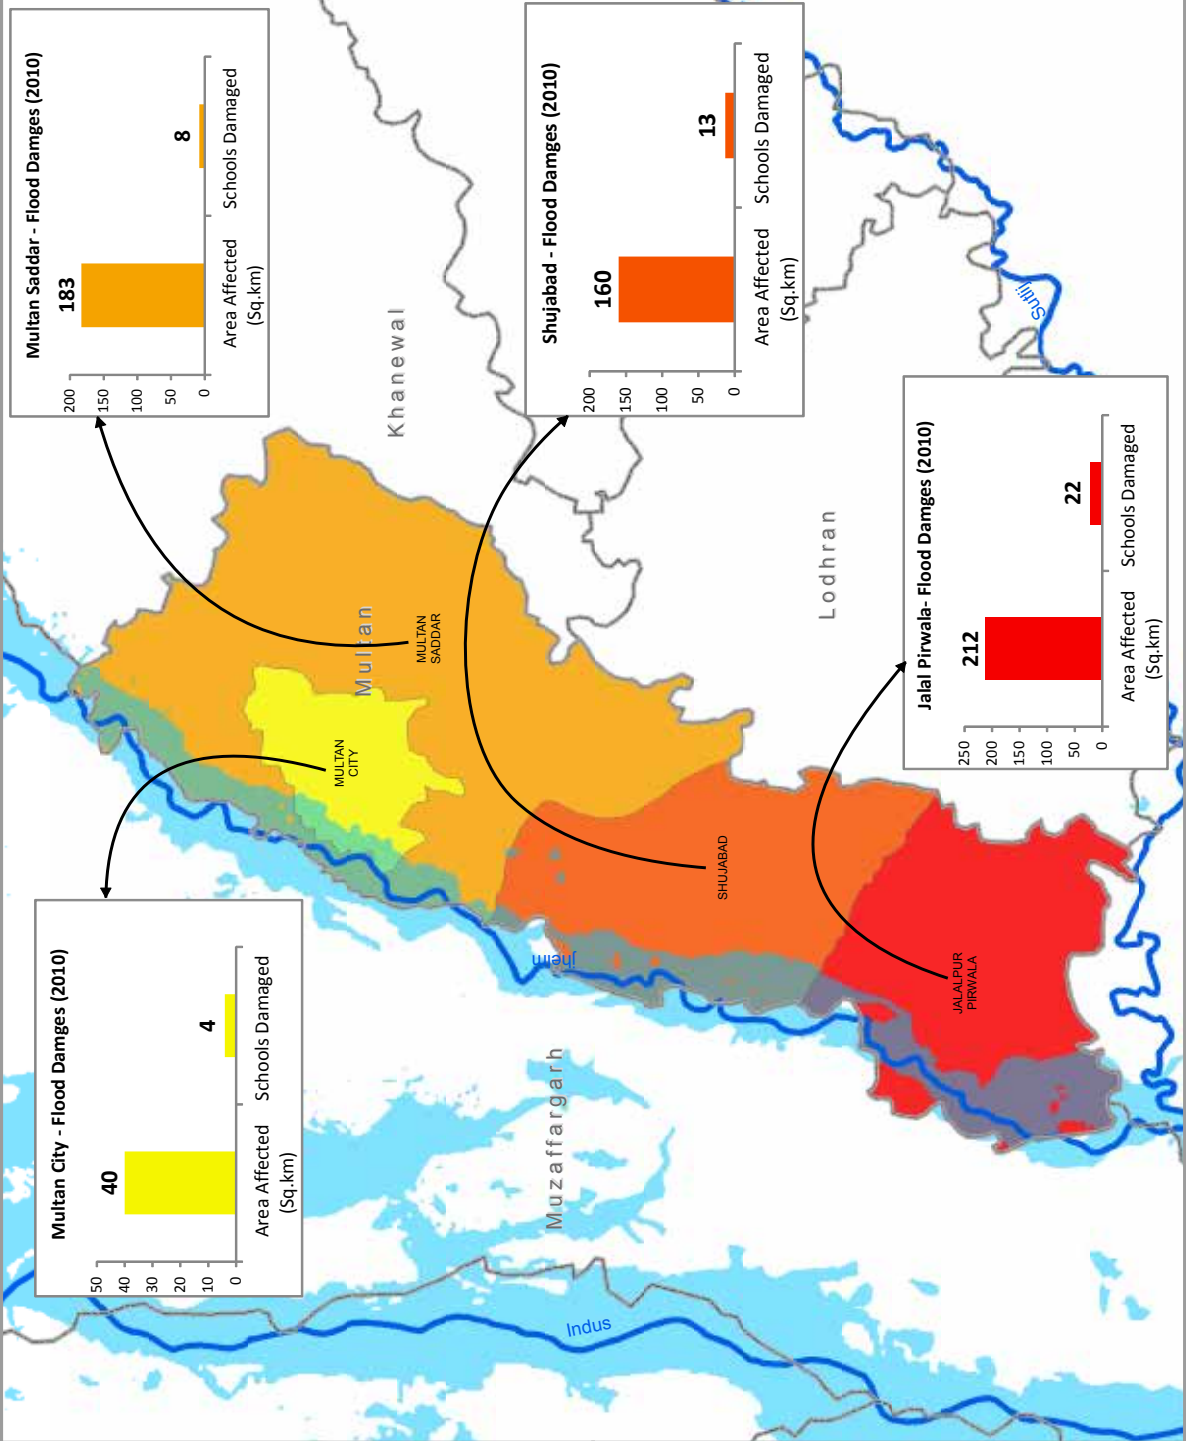 Multan City - Flood Damges (2010)
50
40
30
20
10
0
40
4
Area Affected
(Sq.km)
Schools Damaged
Multan Saddar - Flood Damges (2010)
200
150
100
50
0
183
8
Area Affected
(Sq.km)
Schools Damaged
Shujabad - Flood Damges (2010)
200
150
100
50
0
160
13
Area Affected
(Sq.km)
Schools Damaged
Jalal Pirwala- Flood Damges (2010)
250
200
150
100
50
0
212
22
Area Affected
(Sq.km)
Schools Damaged
Multan
MULTAN
CITY
MULTAN
SADDAR
Khanewal
Muzaffargarh
Indus
jhelm
SHUJABAD
JALALPUR
PIRWALA
Lodhran
Sutlij